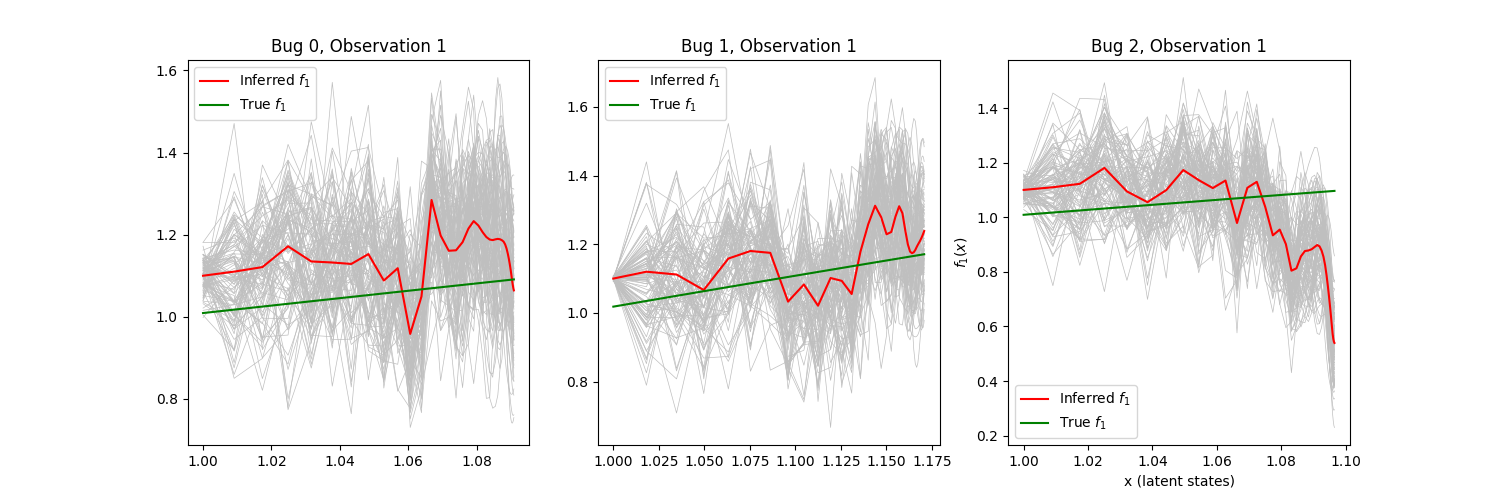 Bug 0, Observation 1
Inferred f₁
True f₁
1.6
1.4
1.2
1.0
0.8
1.00 1.02 1.04 1.06 1.08
Bug 1, Observation 1
Inferred f₁
True f₁
1.6
1.4
1.2
1.0
0.8
1.000 1.025 1.050 1.075 1.100 1.125 1.150 1.175
Bug 2, Observation 1
f₁(x)
1.4
1.2
1.0
0.8
0.6
0.4
0.2
Inferred f₁
True f₁
1.00 1.02 1.04 1.06 1.08 1.10
x (latent states)